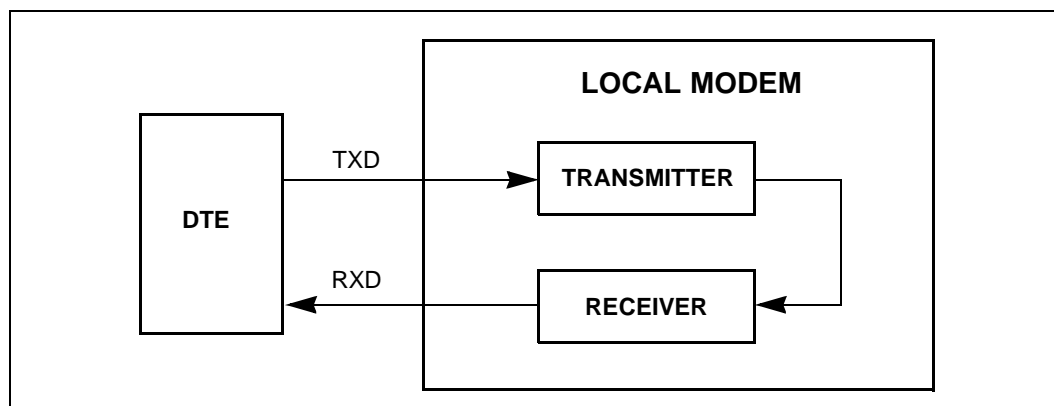 LOCAL MODEM
TXD
TRANSMITTER
DTE
RXD
RECEIVER